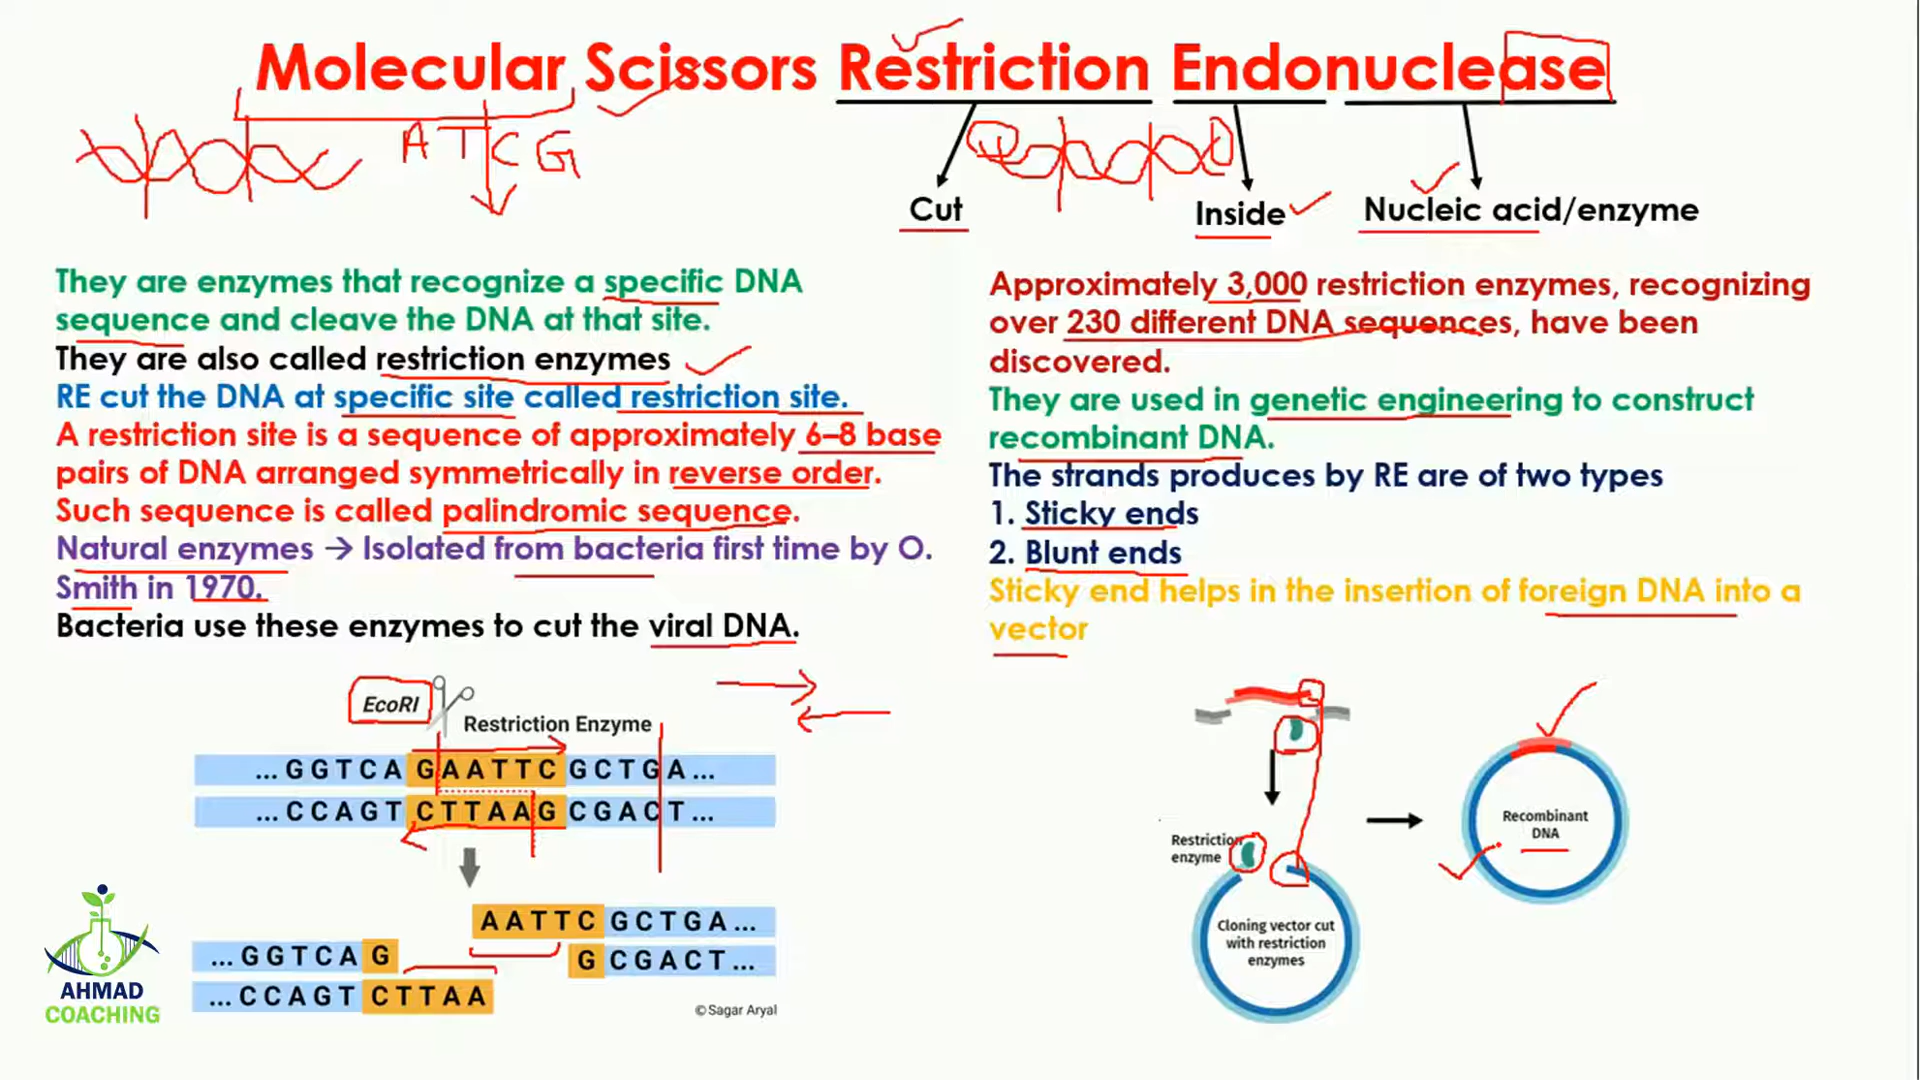 Molecular Scissors Restriction Endonuclease
A T C G
Cut
Inside
Nucleic acid/enzyme
They are enzymes that recognize a specific DNA
sequence and cleave the DNA at that site.
They are also called restriction enzymes
RE cut the DNA at specific site called restriction site.
A restriction site is a sequence of approximately 6–8 base
pairs of DNA arranged symmetrically in reverse order.
Such sequence is called palindromic sequence.
Natural enzymes → Isolated from bacteria first time by O.
Smith in 1970.
Bacteria use these enzymes to cut the viral DNA.
Approximately 3,000 restriction enzymes, recognizing
over 230 different DNA sequences, have been
discovered.
They are used in genetic engineering to construct
recombinant DNA.
The strands produces by RE are of two types
1. Sticky ends
2. Blunt ends
Sticky end helps in the insertion of foreign DNA into a
vector
EcoRI
Restriction Enzyme
...GGTCAGAATTCGCTGA...
...CCAGTCTTAAGCGACT...
AATTCGCTGA...
GCGACT...
...GGTCAG
...CCAGTCTTAA
©Sagar Aryal
AHMAD
COACHING
Restriction
enzyme
Cloning vector cut
with restriction
enzymes
Recombinant
DNA